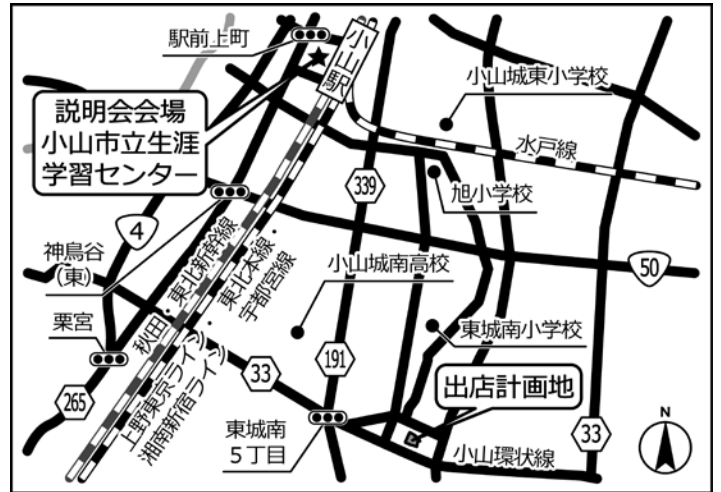 駅前上町
小山駅
小山城東小学校
説明会会場
小山市立生涯
学習センター
水戸線
339
旭小学校
4
神鳥谷
(東)
東北新幹線
東北本線
宇都宮線
小山城南高校
50
栗宮
秋田
上野東京ライン
湘南新宿ライン
東城南小学校
33
191
265
出店計画地
東城南
5丁目
小山環状線
33
N